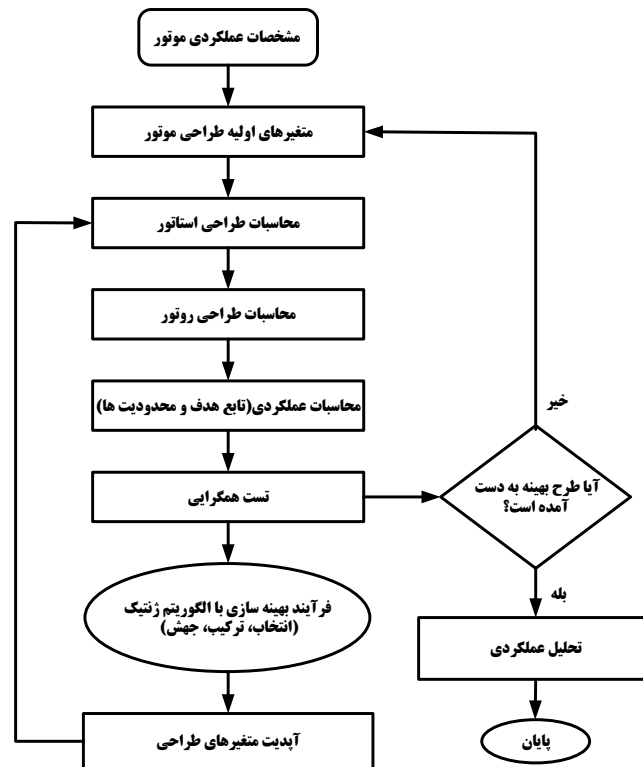 مشخصات عملکردی موتور
متغیرهای اولیه طراحی موتور
محاسبات طراحی استاتور
محاسبات طراحی روتور
محاسبات عملکردی(تابع هدف و محدودیت ها)
تست همگرایی
فرآیند بهینه سازی با الگوریتم ژنتیک
(انتخاب، ترکیب، جهش)
آپدیت متغیرهای طراحی
خیر
آیا طرح بهینه به دست
آمده است؟
بله
تحلیل عملکردی
پایان